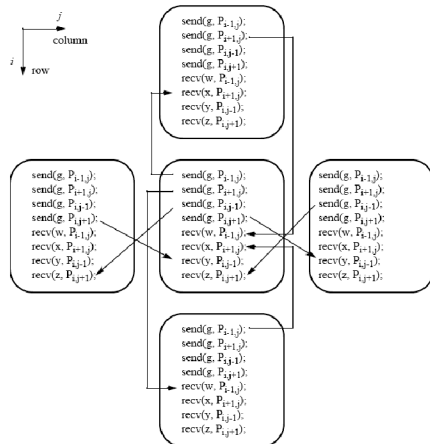 j
column
i
row
send(g, Pi-1,j);
send(g, Pi+1,j);
send(g, Pi,j-1);
send(g, Pi,j+1);
recv(w, Pi-1,j);
recv(x, Pi+1,j);
recv(y, Pi,j-1);
recv(z, Pi,j+1);
send(g, Pi-1,j);
send(g, Pi+1,j);
send(g, Pi,j-1);
send(g, Pi,j+1);
recv(w, Pi-1,j);
recv(x, Pi+1,j);
recv(y, Pi,j-1);
recv(z, Pi,j+1);
send(g, Pi-1,j);
send(g, Pi+1,j);
send(g, Pi,j-1);
send(g, Pi,j+1);
recv(w, Pi-1,j);
recv(x, Pi+1,j);
recv(y, Pi,j-1);
recv(z, Pi,j+1);
send(g, Pi-1,j);
send(g, Pi+1,j);
send(g, Pi,j-1);
send(g, Pi,j+1);
recv(w, Pi-1,j);
recv(x, Pi+1,j);
recv(y, Pi,j-1);
recv(z, Pi,j+1);
send(g, Pi-1,j);
send(g, Pi+1,j);
send(g, Pi,j-1);
send(g, Pi,j+1);
recv(w, Pi-1,j);
recv(x, Pi+1,j);
recv(y, Pi,j-1);
recv(z, Pi,j+1);